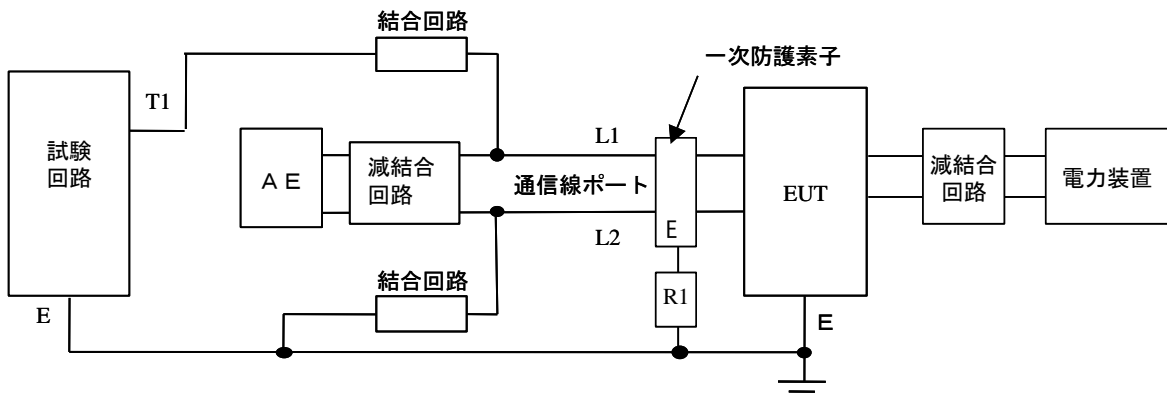 結合回路
一次防護素子
T1
試験
回路
ＡＥ
減結合
回路
L1
通信線ポート
L2
E
EUT
減結合
回路
電力装置
結合回路
R1
E
E